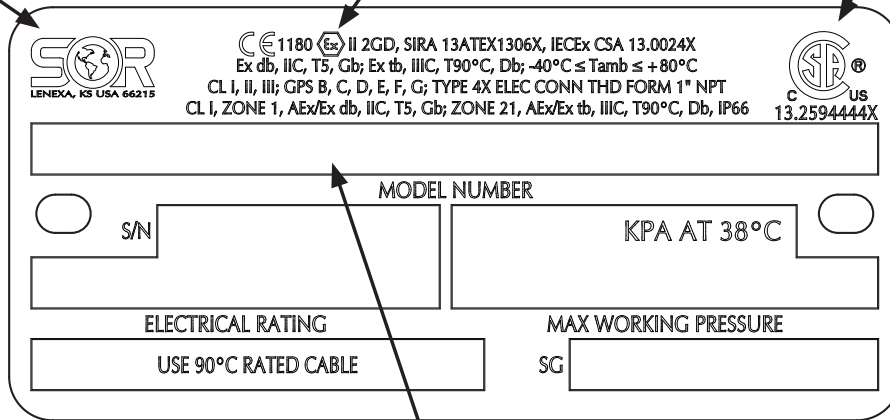 SOR
LENEXA, KS USA 66215
CE 1180 Ex II 2GD, SIRA 13ATEX1306X, IECEx CSA 13.0024X
Ex db, IIC, T5, Gb; Ex tb, IIIC, T90°C, Db; -40°C ≤ Tamb ≤ +80°C
CL I, II, III; GPS B, C, D, E, F, G; TYPE 4X ELEC CONN THD FORM 1" NPT
CL I, ZONE 1, AEx/Ex db, IIC, T5, Gb; ZONE 21, AEx/Ex tb, IIIC, T90°C, Db, IP66
CSA ®
C US
13.2594444X
MODEL NUMBER
S/N
KPA AT 38°C
ELECTRICAL RATING
MAX WORKING PRESSURE
USE 90°C RATED CABLE
SG